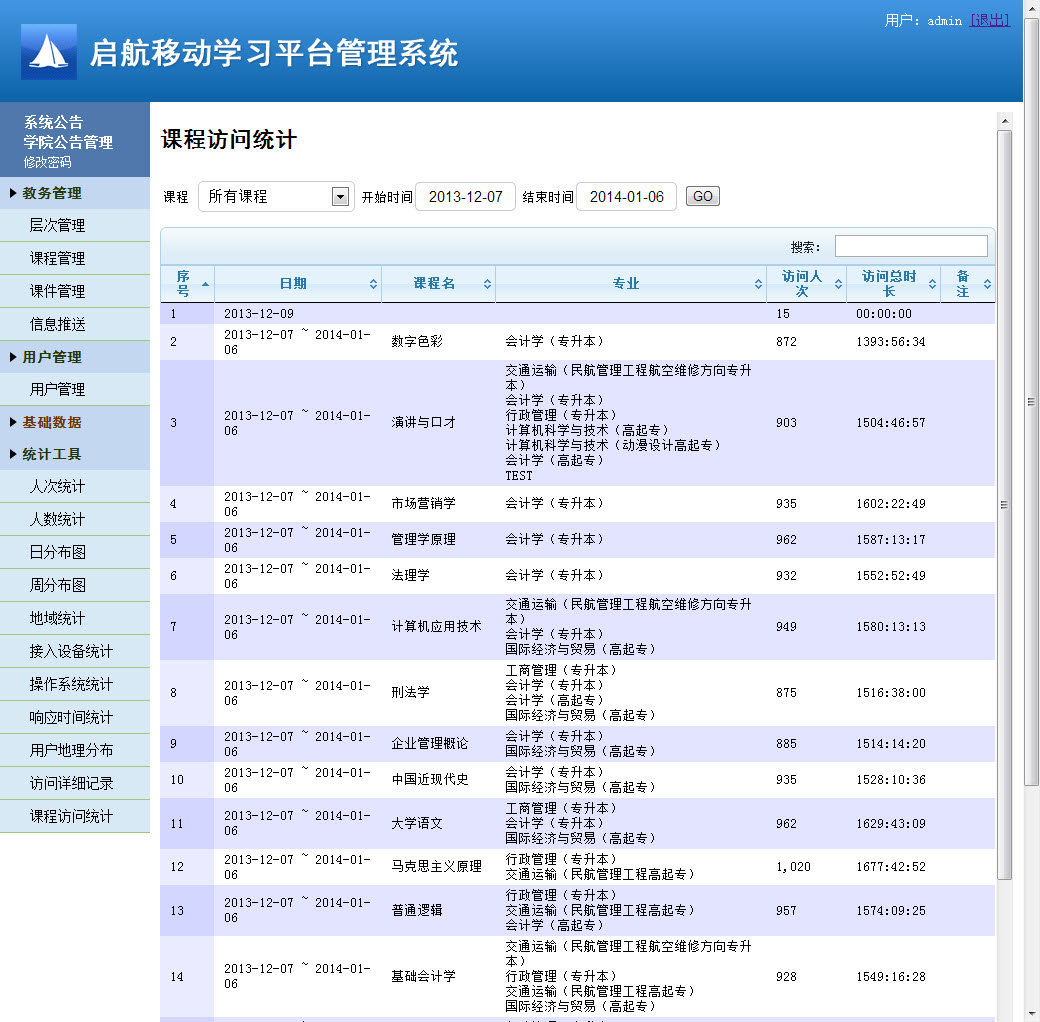 用户：admin [退出]
启航移动学习平台管理系统
系统公告
学院公告管理
修改密码
教务管理
层次管理
课程管理
课件管理
信息推送
用户管理
用户管理
基础数据
统计工具
人次统计
人数统计
日分布图
周分布图
地域统计
接入设备统计
操作系统统计
响应时间统计
用户地理分布
访问详细记录
课程访问统计
课程访问统计
课程 所有课程 开始时间 2013-12-07 结束时间 2014-01-06 GO
搜索：
序号 日期 课程名 专业 访问人次 访问总时长 备注
1 2013-12-09 15 00:00:00
2 2013-12-07 ~ 2014-01-06 数字色彩 会计学（专升本） 872 1393:56:34
3 2013-12-07 ~ 2014-01-06 演讲与口才 交通运输（民航管理工程航空维修方向专升本）
会计学（专升本）
行政管理（专升本）
计算机科学与技术（高起专）
计算机科学与技术（动漫设计高起专）
会计学（高起专）
TEST 903 1504:46:57
4 2013-12-07 ~ 2014-01-06 市场营销学 会计学（专升本） 935 1602:22:49
5 2013-12-07 ~ 2014-01-06 管理学原理 会计学（专升本） 962 1587:13:17
6 2013-12-07 ~ 2014-01-06 法理学 会计学（专升本） 932 1552:52:49
7 2013-12-07 ~ 2014-01-06 计算机应用技术 交通运输（民航管理工程航空维修方向专升本）
会计学（专升本）
国际经济与贸易（高起专） 949 1580:13:13
8 2013-12-07 ~ 2014-01-06 刑法学 工商管理（专升本）
会计学（专升本）
会计学（高起专）
国际经济与贸易（高起专） 875 1516:38:00
9 2013-12-07 ~ 2014-01-06 企业管理概论 会计学（专升本）
国际经济与贸易（高起专） 885 1514:14:20
10 2013-12-07 ~ 2014-01-06 中国近现代史 会计学（专升本）
国际经济与贸易（高起专） 935 1528:10:36
11 2013-12-07 ~ 2014-01-06 大学语文 工商管理（专升本）
会计学（专升本）
国际经济与贸易（高起专） 962 1629:43:09
12 2013-12-07 ~ 2014-01-06 马克思主义原理 行政管理（专升本）
交通运输（民航管理工程高起专） 1,020 1677:42:52
13 2013-12-07 ~ 2014-01-06 普通逻辑 行政管理（专升本）
交通运输（民航管理工程高起专）
会计学（高起专） 957 1574:09:25
14 2013-12-07 ~ 2014-01-06 基础会计学 交通运输（民航管理工程航空维修方向专升本）
行政管理（专升本）
交通运输（民航管理工程高起专）
国际经济与贸易（高起专） 928 1549:16:28